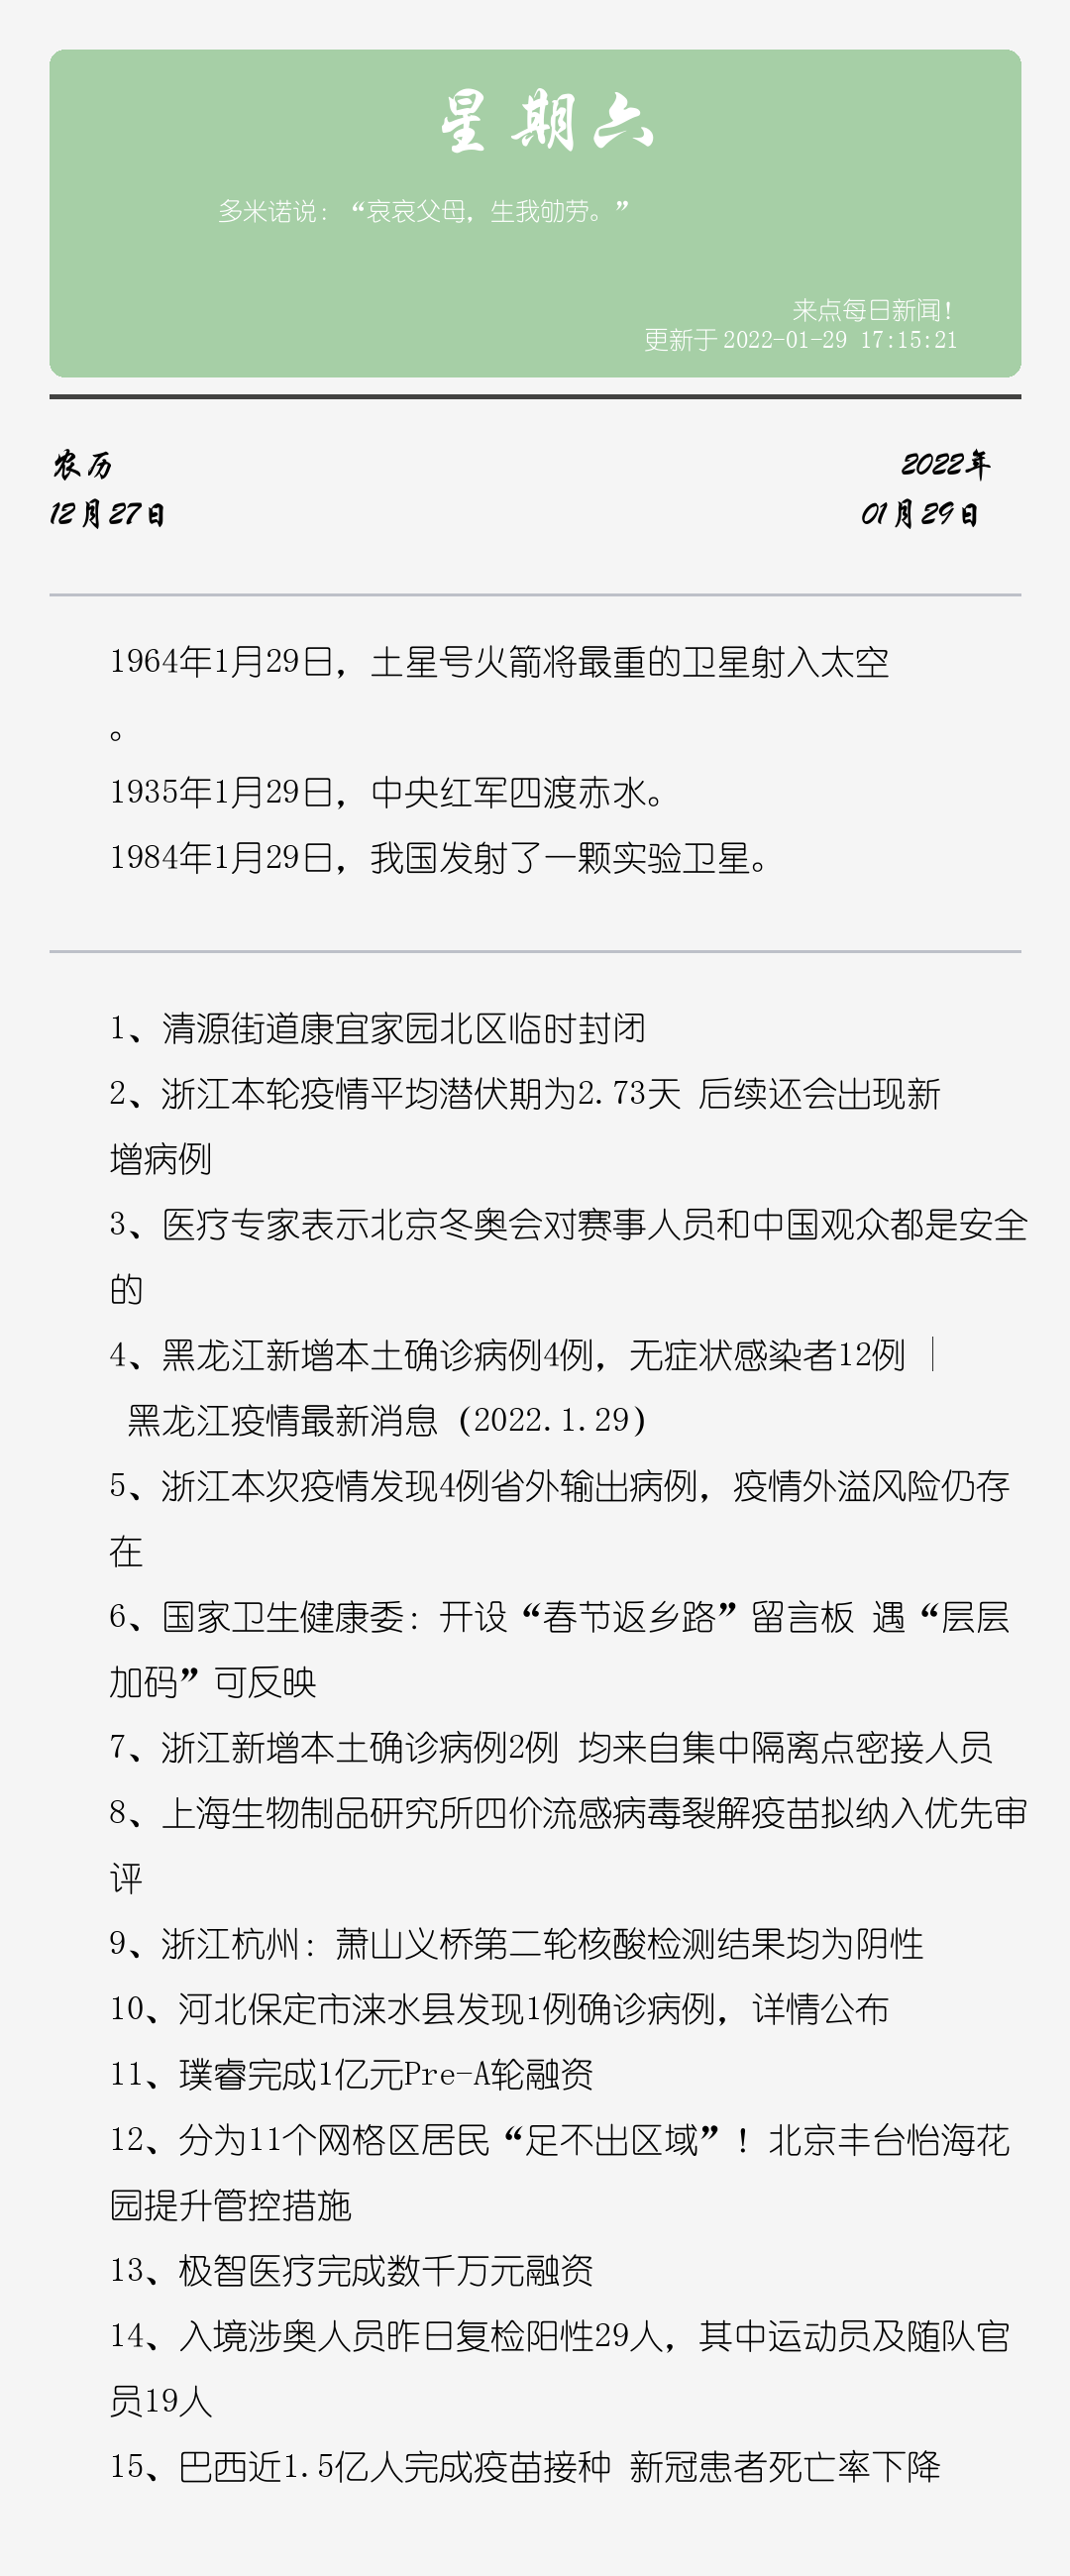 星期六
多米诺说：“哀哀父母，生我劬劳。”
来点每日新闻！
更新于 2022-01-29 17:15:21
农历
12月27日
2022年
01月29日
1964年1月29日，土星号火箭将最重的卫星射入太空
。
1935年1月29日，中央红军四渡赤水。
1984年1月29日，我国发射了一颗实验卫星。
1、清源街道康宜家园北区临时封闭
2、浙江本轮疫情平均潜伏期为2.73天 后续还会出现新
增病例
3、医疗专家表示北京冬奥会对赛事人员和中国观众都是安全
的
4、黑龙江新增本土确诊病例4例，无症状感染者12例 ｜
黑龙江疫情最新消息（2022.1.29）
5、浙江本次疫情发现4例省外输出病例，疫情外溢风险仍存
在
6、国家卫生健康委：开设“春节返乡路”留言板 遇“层层
加码”可反映
7、浙江新增本土确诊病例2例 均来自集中隔离点密接人员
8、上海生物制品研究所四价流感病毒裂解疫苗拟纳入优先审
评
9、浙江杭州：萧山义桥第二轮核酸检测结果均为阴性
10、河北保定市涞水县发现1例确诊病例，详情公布
11、璞睿完成1亿元Pre-A轮融资
12、分为11个网格区居民“足不出区域”！北京丰台怡海花
园提升管控措施
13、极智医疗完成数千万元融资
14、入境涉奥人员昨日复检阳性29人，其中运动员及随队官
员19人
15、巴西近1.5亿人完成疫苗接种 新冠患者死亡率下降